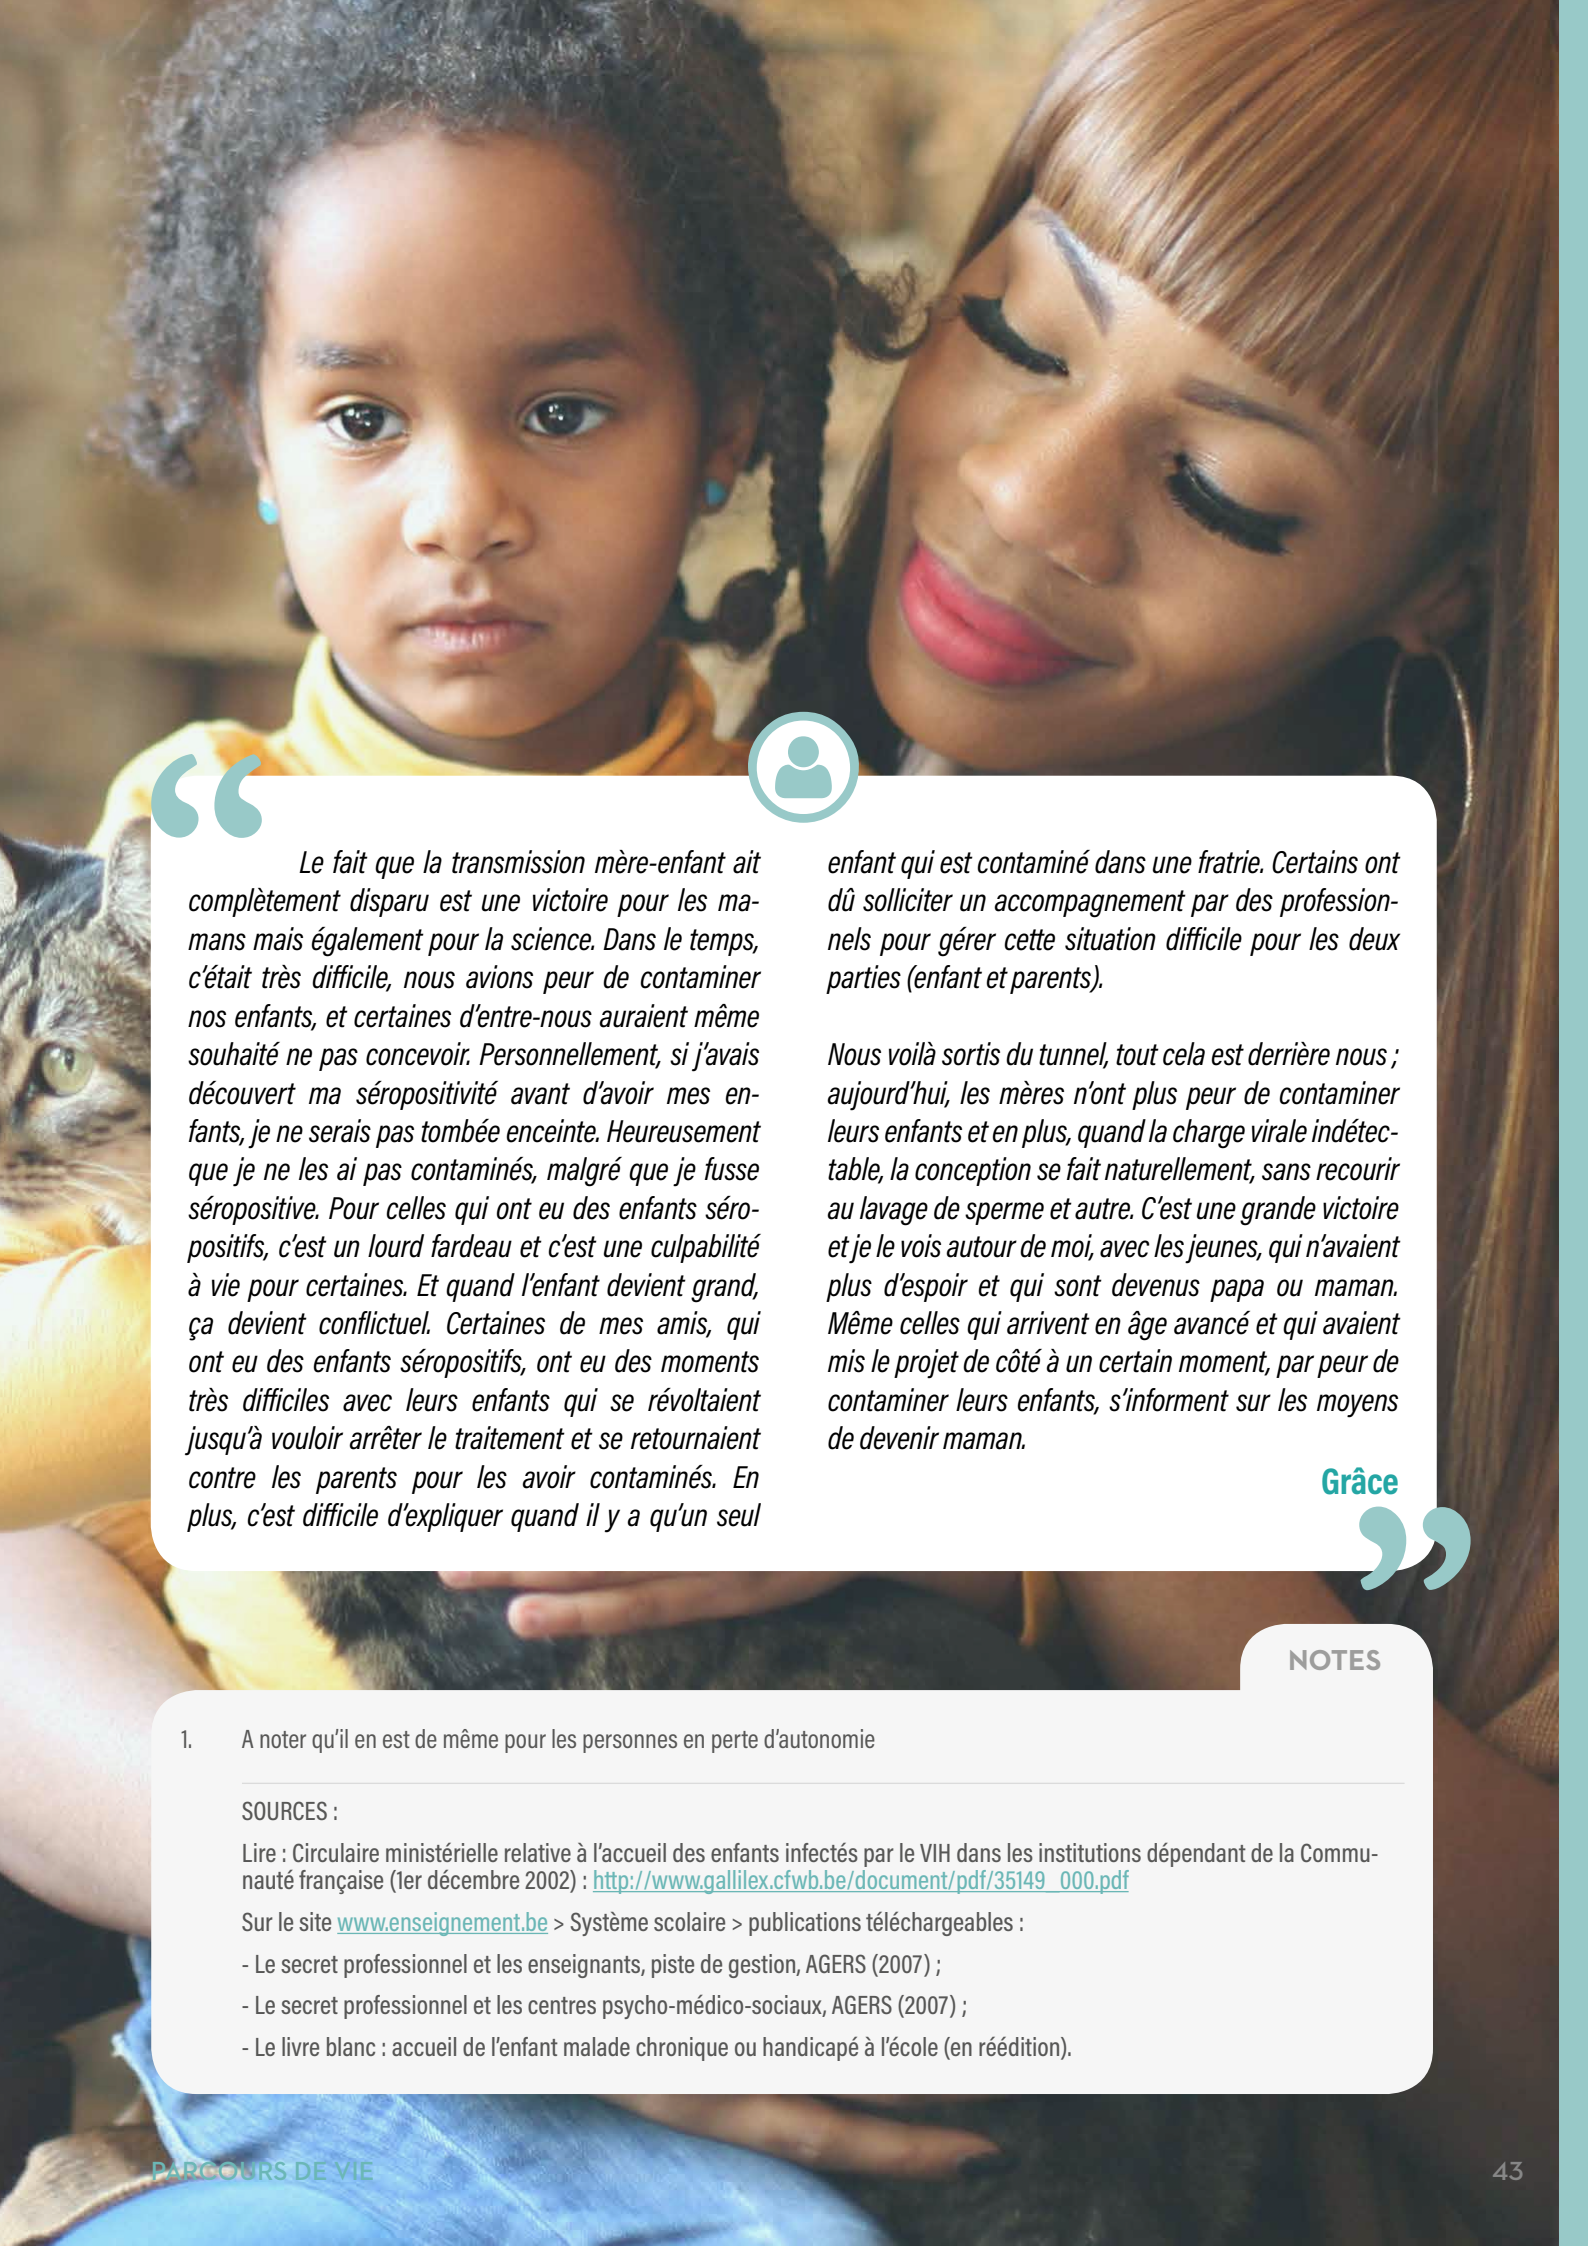 Le fait que la transmission mère-enfant ait
complètement disparu est une victoire pour les ma-
mans mais également pour la science. Dans le temps,
c'était très difficile, nous avions peur de contaminer
nos enfants, et certaines d'entre-nous auraient même
souhaité ne pas concevoir. Personnellement, si j'avais
découvert ma séropositivité avant d'avoir mes en-
fants, je ne serais pas tombée enceinte. Heureusement
que je ne les ai pas contaminés, malgré que je fusse
séropositive. Pour celles qui ont eu des enfants séro-
positifs, c'est un lourd fardeau et c'est une culpabilité
à vie pour certaines. Et quand l'enfant devient grand,
ça devient conflictuel. Certaines de mes amis, qui
ont eu des enfants séropositifs, ont eu des moments
très difficiles avec leurs enfants qui se révoltaient
jusqu'à vouloir arrêter le traitement et se retournaient
contre les parents pour les avoir contaminés. En
plus, c'est difficile d'expliquer quand il y a qu'un seul
enfant qui est contaminé dans une fratrie. Certains ont
dû solliciter un accompagnement par des profession-
nels pour gérer cette situation difficile pour les deux
parties (enfant et parents).
Nous voilà sortis du tunnel, tout cela est derrière nous ;
aujourd'hui, les mères n'ont plus peur de contaminer
leurs enfants et en plus, quand la charge virale indétec-
table, la conception se fait naturellement, sans recourir
au lavage de sperme et autre. C'est une grande victoire
et je le vois autour de moi, avec les jeunes, qui n'avaient
plus d'espoir et qui sont devenus papa ou maman.
Même celles qui arrivent en âge avancé et qui avaient
mis le projet de côté à un certain moment, par peur de
contaminer leurs enfants, s'informent sur les moyens
de devenir maman.
Grâce
NOTES
1. A noter qu'il en est de même pour les personnes en perte d'autonomie
SOURCES :
Lire : Circulaire ministérielle relative à l'accueil des enfants infectés par le VIH dans les institutions dépendant de la Commu-
nauté française (1er décembre 2002) : http://www.gallilex.cfwb.be/document/pdf/35149_000.pdf
Sur le site www.enseignement.be > Système scolaire > publications téléchargeables :
- Le secret professionnel et les enseignants, piste de gestion, AGERS (2007) ;
- Le secret professionnel et les centres psycho-médico-sociaux, AGERS (2007) ;
- Le livre blanc : accueil de l'enfant malade chronique ou handicapé à l'école (en réédition).
PARCOURS DE VIE
43